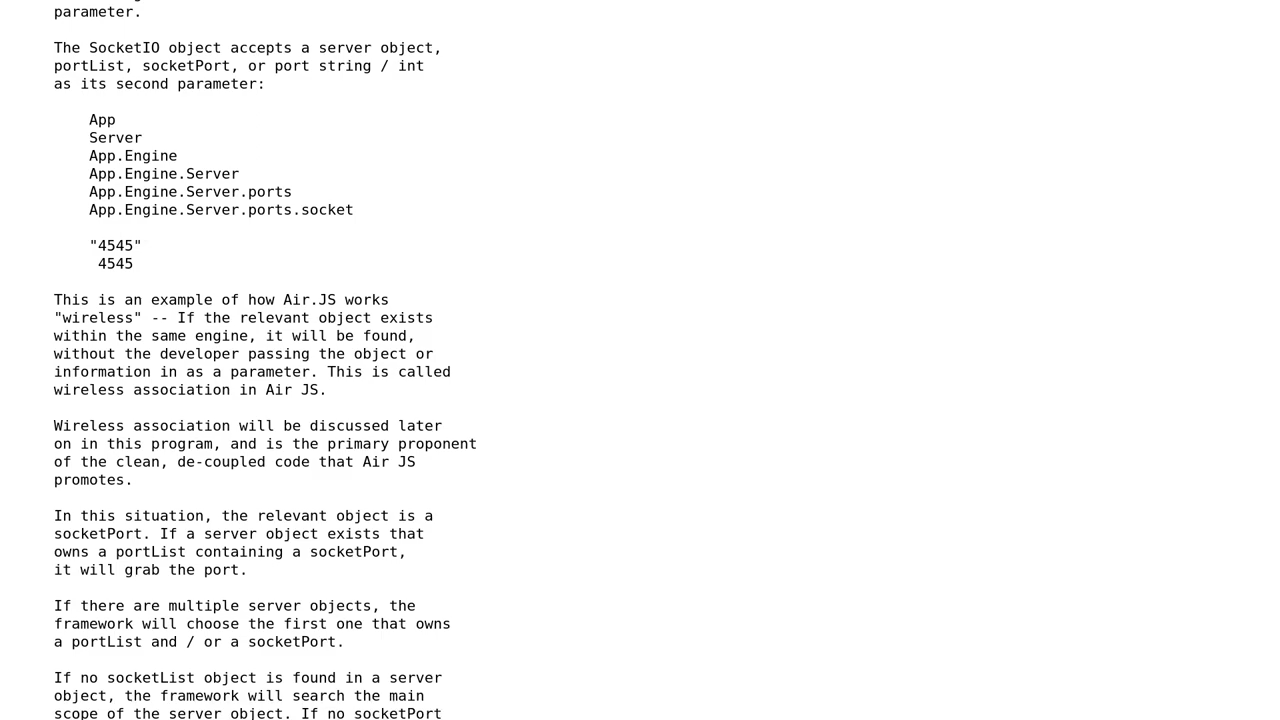 parameter.

The SocketIO object accepts a server object,
portList, socketPort, or port string / int
as its second parameter:

    App
    Server
    App.Engine
    App.Engine.Server
    App.Engine.Server.ports
    App.Engine.Server.ports.socket

    "4545"
     4545

This is an example of how Air.JS works
"wireless" -- If the relevant object exists
within the same engine, it will be found,
without the developer passing the object or
information in as a parameter. This is called
wireless association in Air JS.

Wireless association will be discussed later
on in this program, and is the primary proponent
of the clean, de-coupled code that Air JS
promotes.

In this situation, the relevant object is a
socketPort. If a server object exists that
owns a portList containing a socketPort,
it will grab the port.

If there are multiple server objects, the
framework will choose the first one that owns
a portList and / or a socketPort.

If no socketList object is found in a server
object, the framework will search the main
scope of the server object. If no socketPort